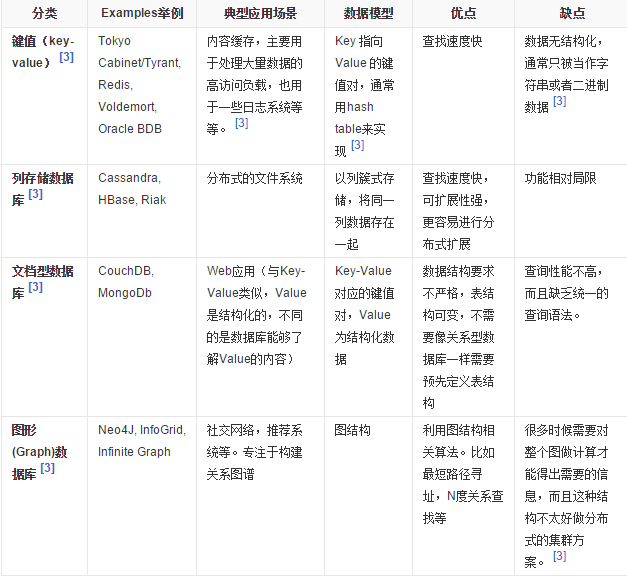 分类
Examples举例
典型应用场景
数据模型
优点
缺点
键值（key-
value） [3]
Tokyo
Cabinet/Tyrant,
Redis,
Voldemort,
Oracle BDB
内容缓存，主要用
于处理大量数据的
高访问负载，也用
于一些日志系统等
等。 [3]
Key 指向
Value 的键
值对，通常
用hash
table来实
现 [3]
查找速度快
数据无结构化，
通常只被当作字
符串或者二进制
数据 [3]
列存储数据
库 [3]
Cassandra,
HBase, Riak
分布式的文件系统
以列簇式存
储，将同一
列数据存在
一起
查找速度快，
可扩展性强，
更容易进行分
布式扩展
功能相对局限
文档型数据
库 [3]
CouchDB,
MongoDb
Web应用（与Key-
Value类似，Value
是结构化的，不同
的是数据库能够了
解Value的内容）
Key-Value
对应的键值
对，Value
为结构化数
据
数据结构要求
不严格，表结
构可变，不需
要像关系型数
据库一样需要
预先定义表结
构
查询性能不高，
而且缺乏统一的
查询语法。
图形
(Graph)数
据库 [3]
Neo4J, InfoGrid,
Infinite Graph
社交网络，推荐系
统等。专注于构建
关系图谱
图结构
利用图结构相
关算法。比如
最短路径寻
址，N度关系查
找等
很多时候需要对
整个图做计算才
能得出需要的信
息，而且这种结
构不太好做分布
式的集群方
案。 [3]